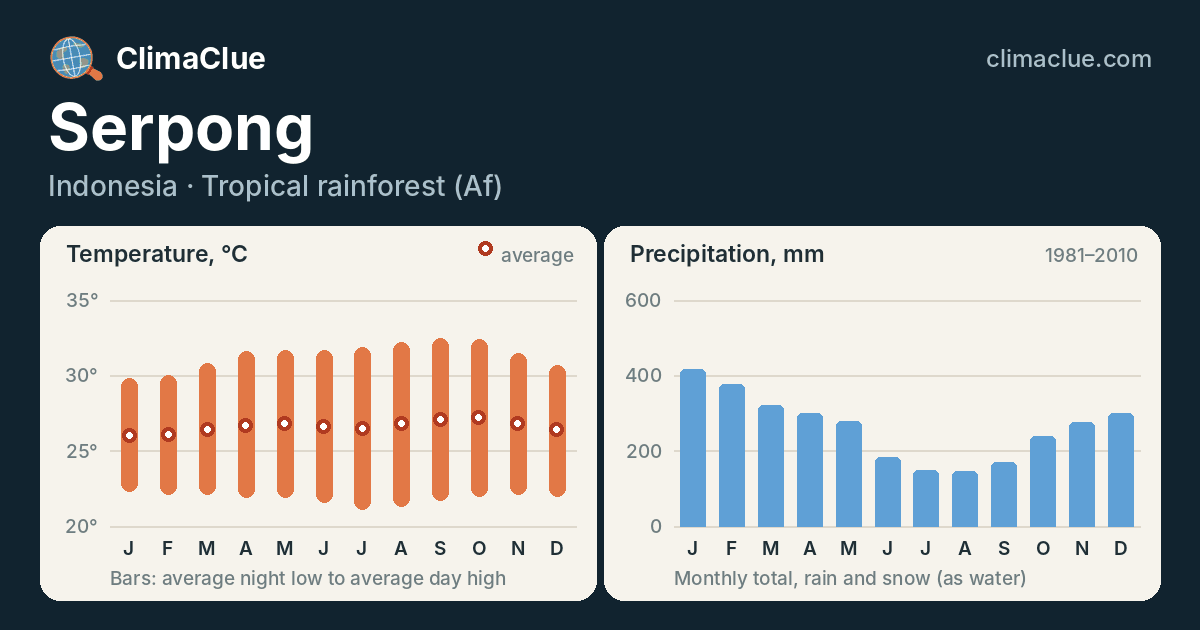 ClimaClue
climaclue.com
Serpong
Indonesia · Tropical rainforest (Af)
Temperature, °C
average
35°
30°
25°
20°
J F M A M J J A S O N D
Bars: average night low to average day high
Precipitation, mm
1981–2010
600
400
200
0
J F M A M J J A S O N D
Monthly total, rain and snow (as water)